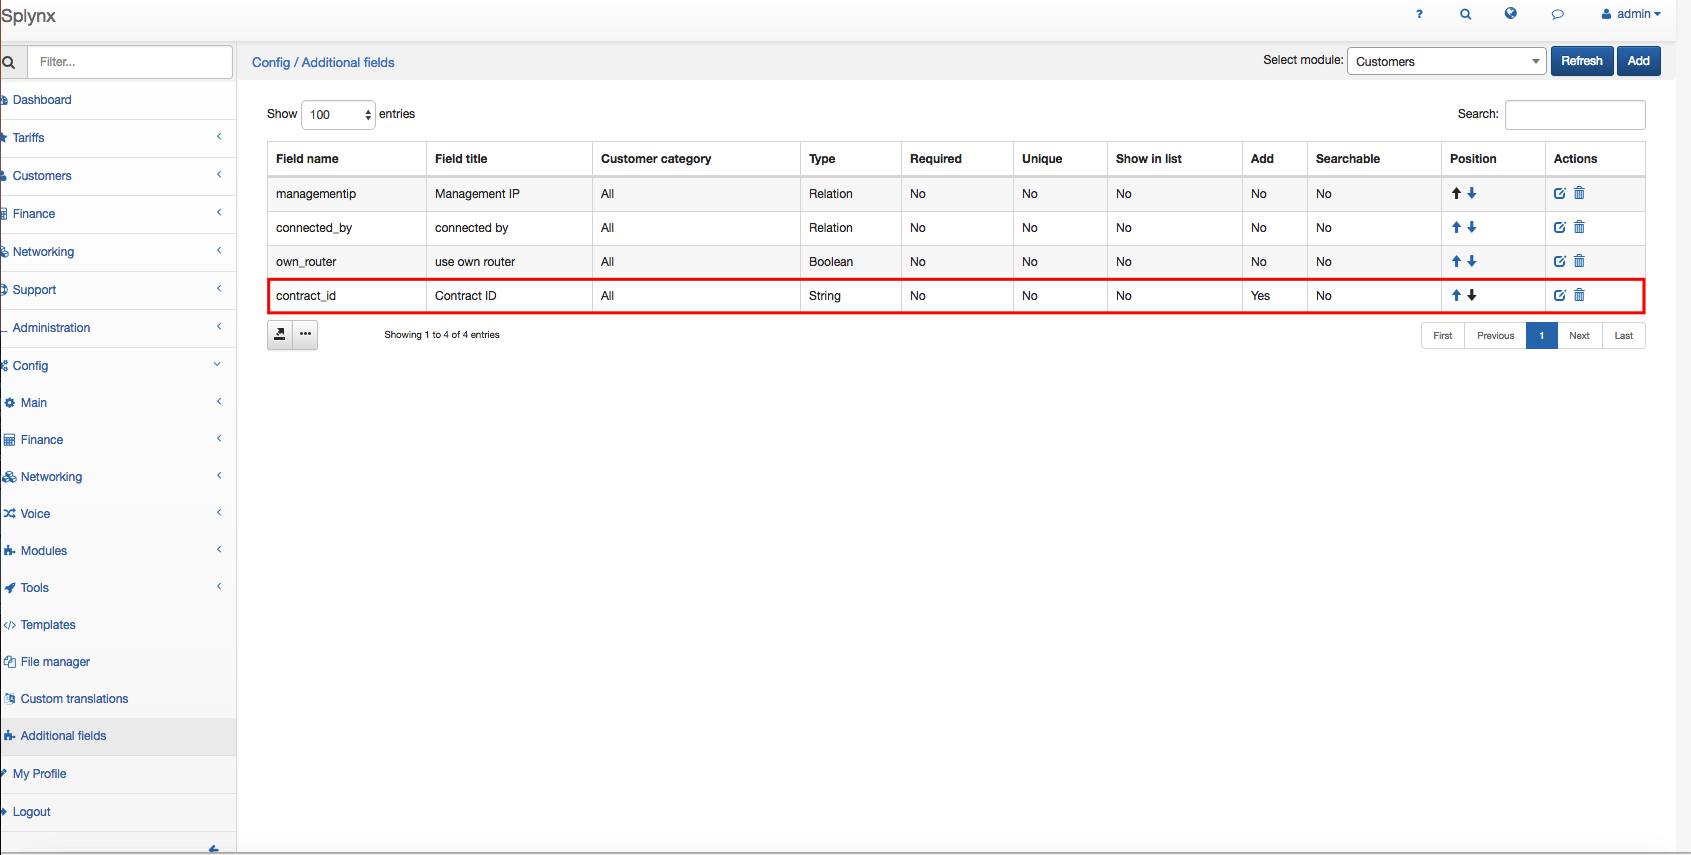 Splynx
? admin
Filter...
Config / Additional fields
Select module: Customers Refresh Add
Dashboard
Tariffs
Customers
Finance
Networking
Support
Administration
Config
Main
Finance
Networking
Voice
Modules
Tools
Templates
File manager
Custom translations
Additional fields
My Profile
Logout
Show 100 entries
Search:
Field name Field title Customer category Type Required Unique Show in list Add Searchable Position Actions
managementip Management IP All Relation No No No No No
connected_by connected by All Relation No No No No No
own_router use own router All Boolean No No No No No
contract_id Contract ID All String No No No Yes No
Showing 1 to 4 of 4 entries
First Previous 1 Next Last